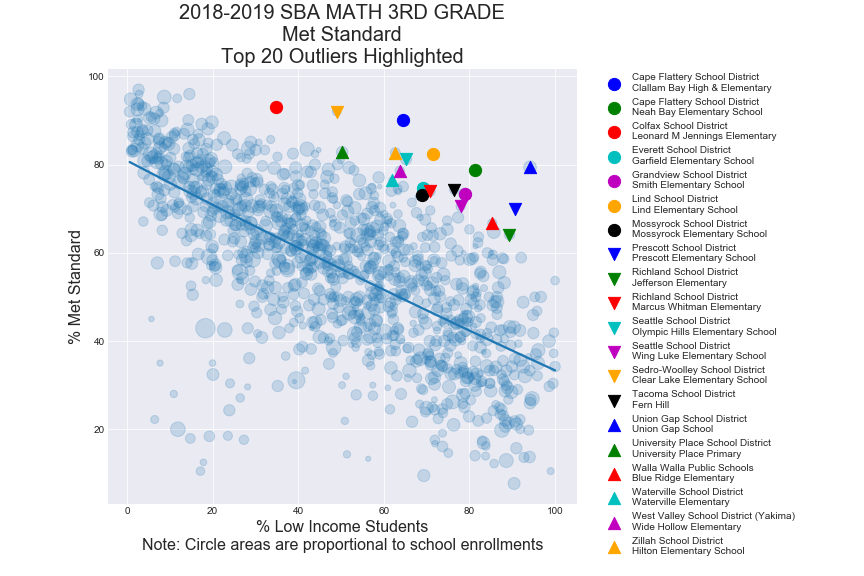 2018-2019 SBA MATH 3RD GRADE
Met Standard
Top 20 Outliers Highlighted
100
80
60
40
20
% Met Standard
0
20
40
60
80
100
% Low Income Students
Note: Circle areas are proportional to school enrollments
Cape Flattery School District
Clallam Bay High & Elementary
Cape Flattery School District
Neah Bay Elementary School
Colfax School District
Leonard M Jennings Elementary
Everett School District
Garfield Elementary School
Grandview School District
Smith Elementary School
Lind School District
Lind Elementary School
Mossyrock School District
Mossyrock Elementary School
Prescott School District
Prescott Elementary School
Richland School District
Jefferson Elementary
Richland School District
Marcus Whitman Elementary
Seattle School District
Olympic Hills Elementary School
Seattle School District
Wing Luke Elementary School
Sedro-Woolley School District
Clear Lake Elementary School
Tacoma School District
Fern Hill
Union Gap School District
Union Gap School
University Place School District
University Place Primary
Walla Walla Public Schools
Blue Ridge Elementary
Waterville School District
Waterville Elementary
West Valley School District (Yakima)
Wide Hollow Elementary
Zillah School District
Hilton Elementary School